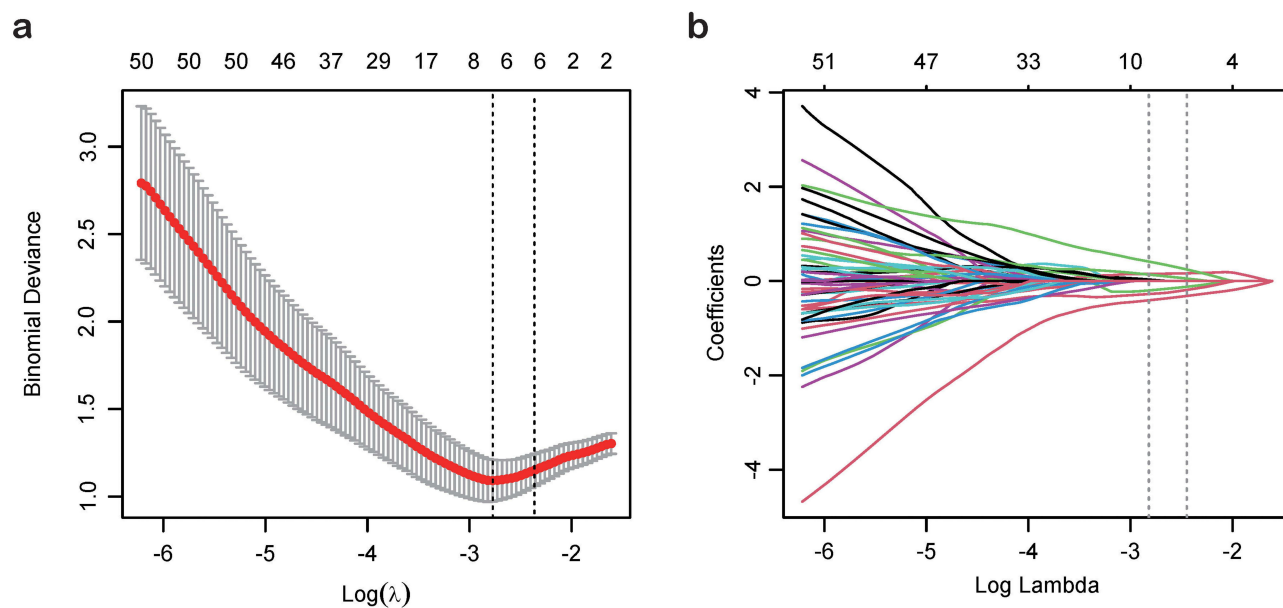 a
50 50 50 46 37 29 17 8 6 6 2 2
Binomial Deviance
3.0
2.5
2.0
1.5
1.0
-6 -5 -4 -3 -2
Log(λ)
b
51 47 33 10 4
Coefficients
4
2
0
-2
-4
-6 -5 -4 -3 -2
Log Lambda